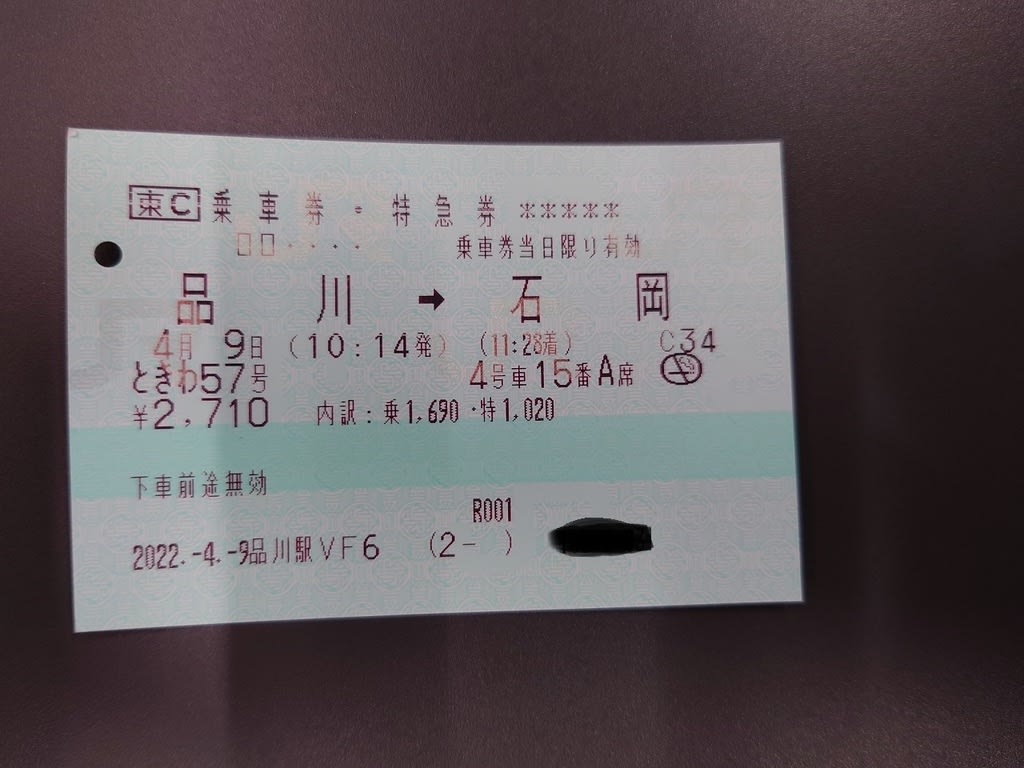 東C 乗車券・特急券 ※※※※※
口口・・・・ 乗車券当日限り有効
品川 ➡ 石岡
4月 9日 (10:14発) (11:28着) C34
ときわ57号 4号車15番A席
¥2,710 内訳:乗1,690・特1,020
下車前途無効
R001
2022.-4.-9品川駅VF6 (2- )